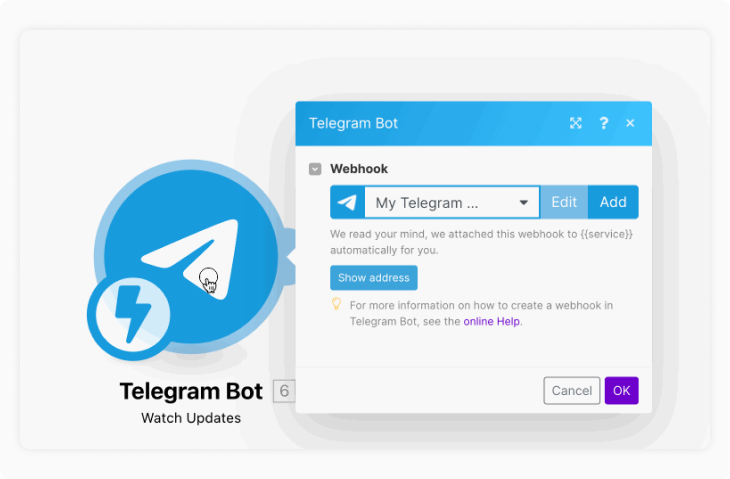 Telegram Bot ? ×
Webhook
My Telegram ... Edit Add
We read your mind, we attached this webhook to {{service}}
automatically for you.
Show address
For more information on how to create a webhook in
Telegram Bot, see the online Help.
Cancel OK
Telegram Bot 6
Watch Updates